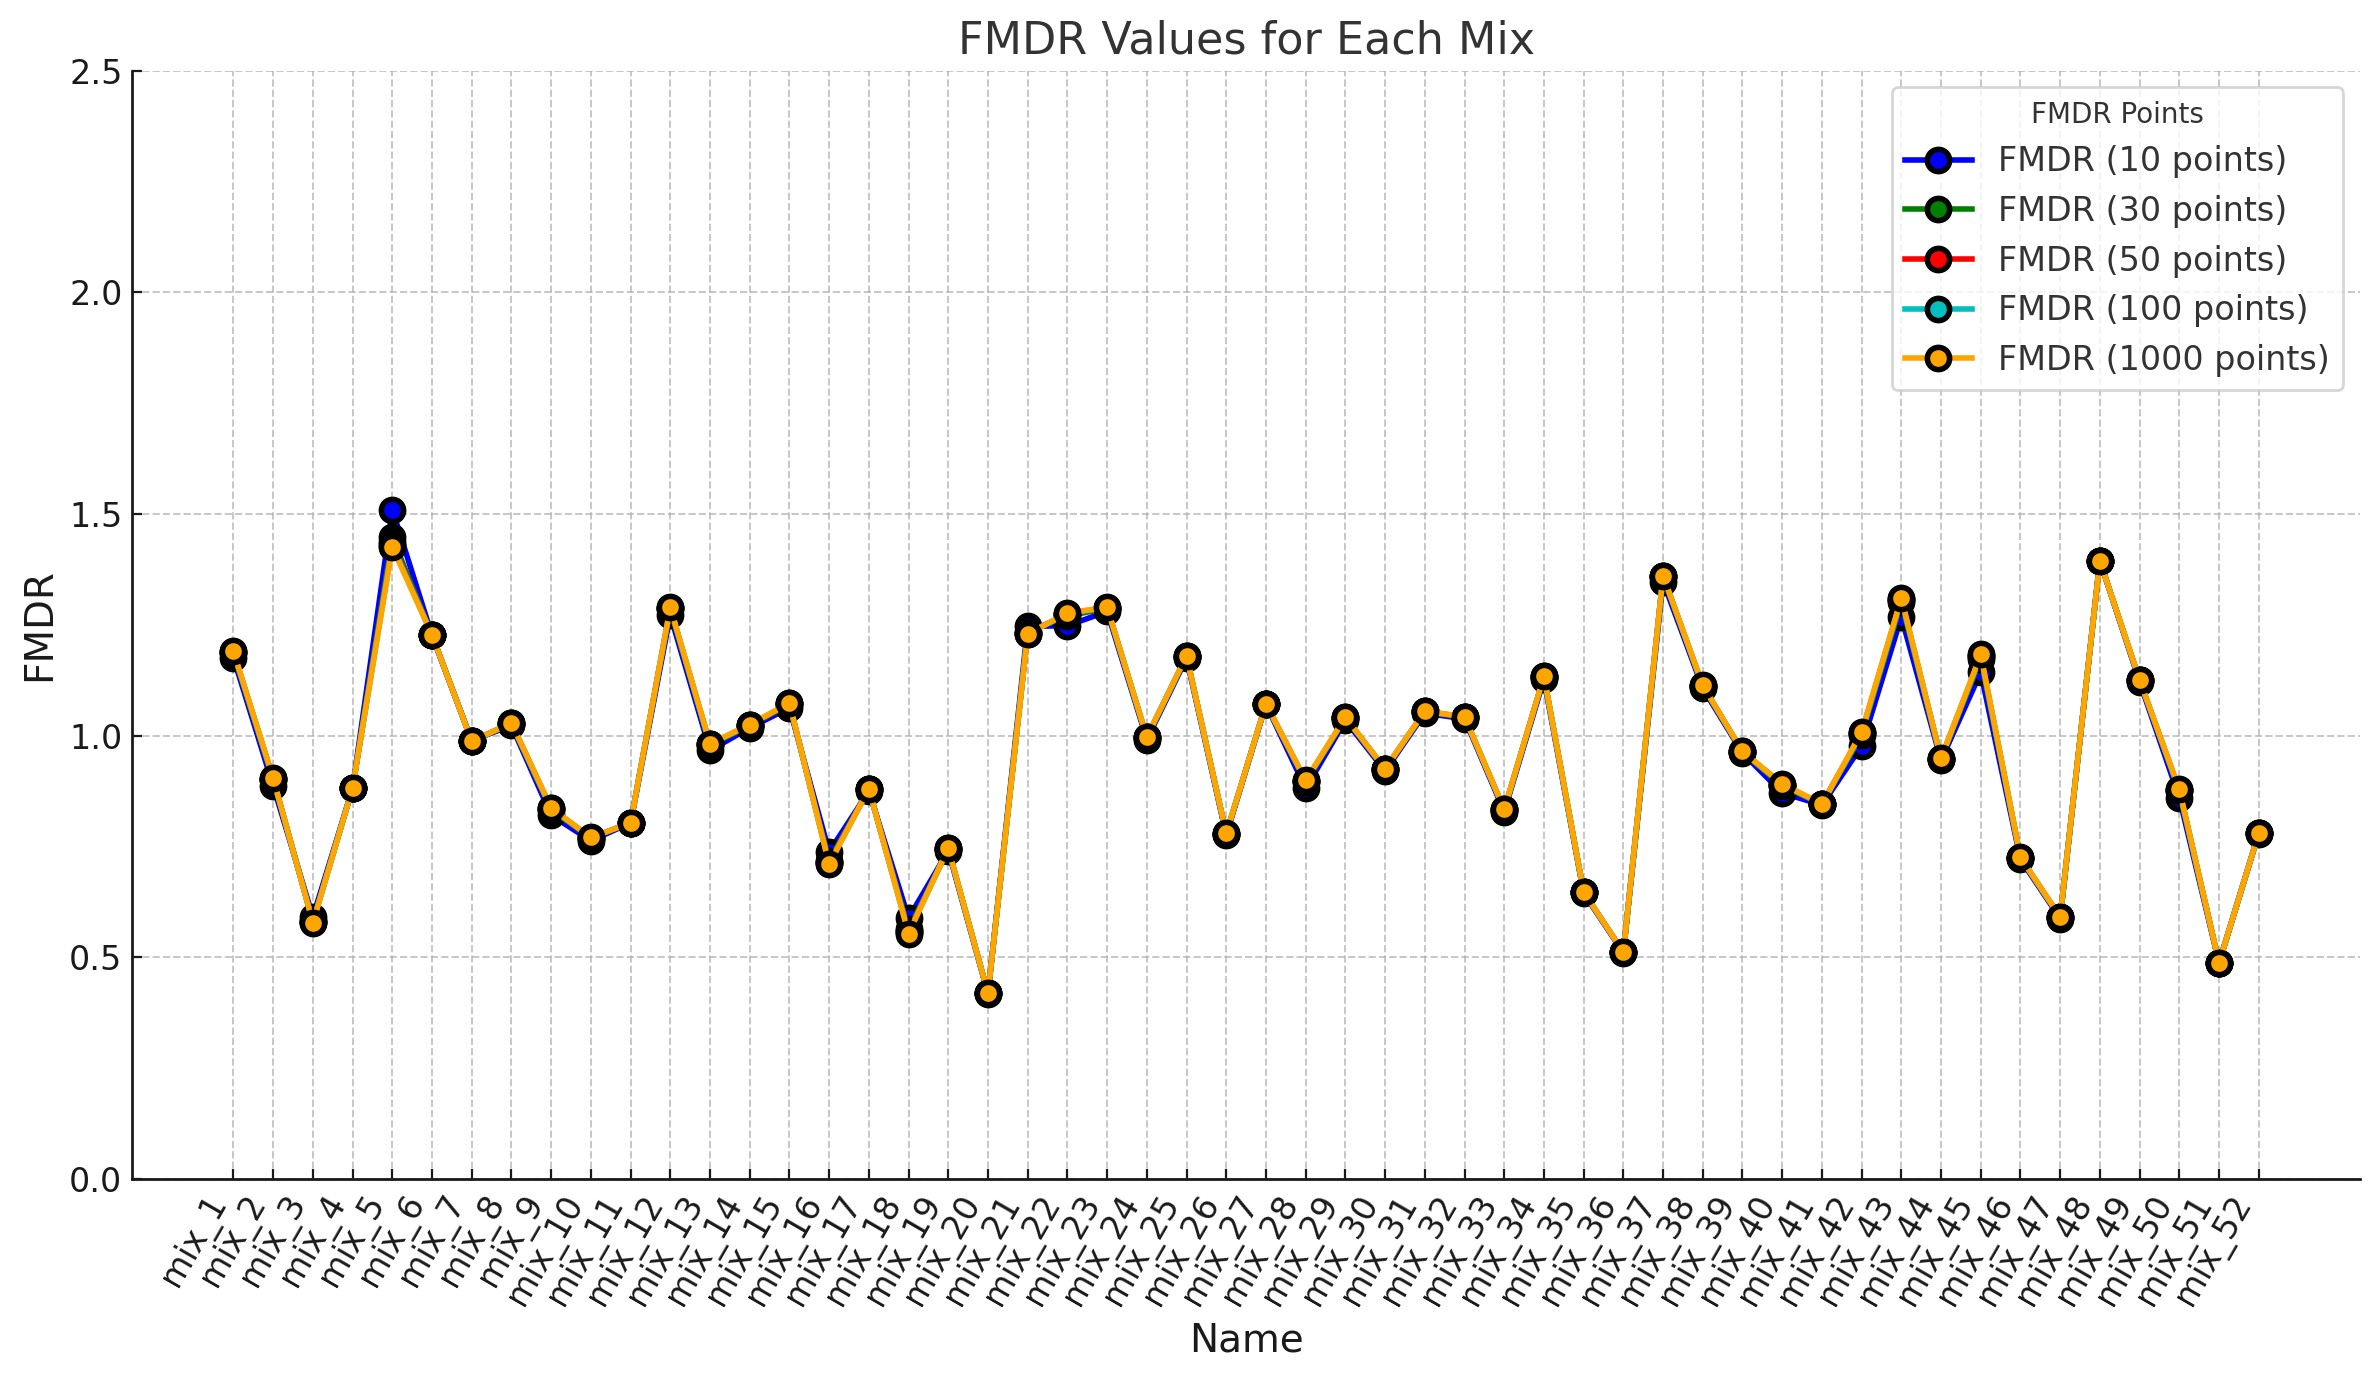 FMDR Values for Each Mix
FMDR Points
FMDR (10 points)
FMDR (30 points)
FMDR (50 points)
FMDR (100 points)
FMDR (1000 points)
FMDR
2.5
2.0
1.5
1.0
0.5
0.0
mix_1
mix_2
mix_3
mix_4
mix_5
mix_6
mix_7
mix_8
mix_9
mix_10
mix_11
mix_12
mix_13
mix_14
mix_15
mix_16
mix_17
mix_18
mix_19
mix_20
mix_21
mix_22
mix_23
mix_24
mix_25
mix_26
mix_27
mix_28
mix_29
mix_30
mix_31
mix_32
mix_33
mix_34
mix_35
mix_36
mix_37
mix_38
mix_39
mix_40
mix_41
mix_42
mix_43
mix_44
mix_45
mix_46
mix_47
mix_48
mix_49
mix_50
mix_51
mix_52
Name